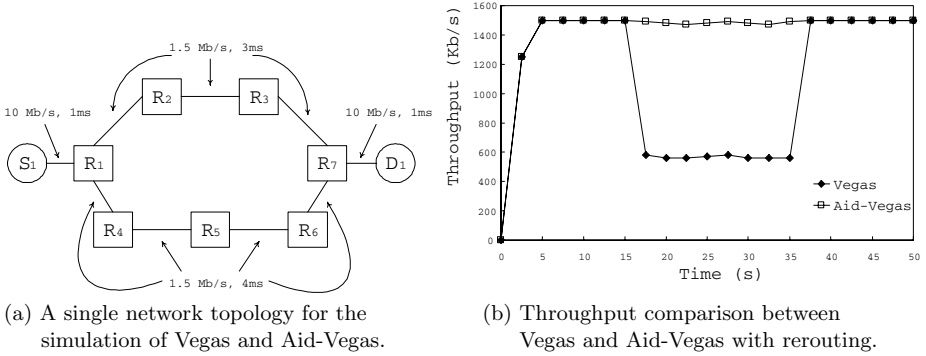 1.5 Mb/s, 3ms
R2
R3
10 Mb/s, 1ms
10 Mb/s, 1ms
S1
R1
R7
D1
R4
R5
R6
1.5 Mb/s, 4ms
(a) A single network topology for the
simulation of Vegas and Aid-Vegas.
Throughput (Kb/s)
1600
1400
1200
1000
800
600
400
200
0
Vegas
Aid-Vegas
0 5 10 15 20 25 30 35 40 45 50
Time (s)
(b) Throughput comparison between
Vegas and Aid-Vegas with rerouting.